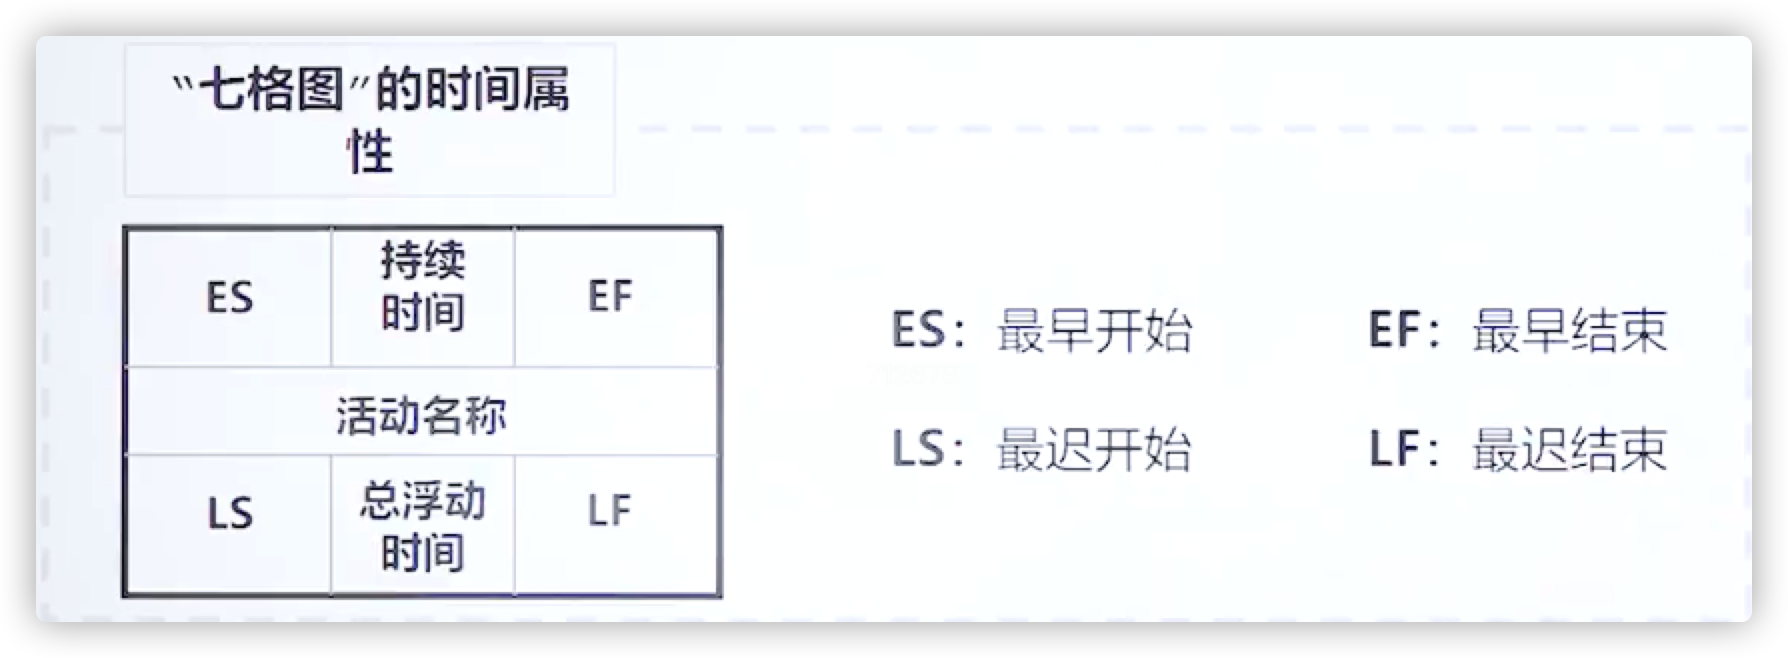 “七格图”的时间属
性
ES
持续
时间
EF
活动名称
LS
总浮动
时间
LF
ES：最早开始
EF：最早结束
LS：最迟开始
LF：最迟结束